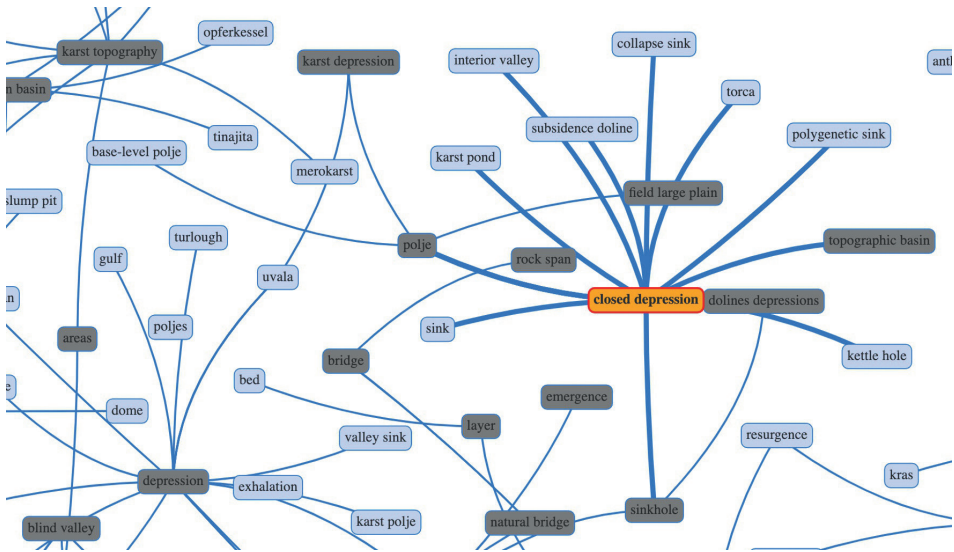 opferkessel
collapse sink
karst topography
interior valley
karst depression
anth
n basin
torca
subsidence doline
tinajita
polygenetic sink
base-level polje
karst pond
merokarst
slump pit
field large plain
turlough
topographic basin
polje
gulf
rock span
uvala
closed depression
dolines depressions
poljes
sink
areas
kettle hole
bridge
bed
emergence
dome
layer
valley sink
resurgence
kras
depression
exhalation
sinkhole
karst polje
natural bridge
blind valley